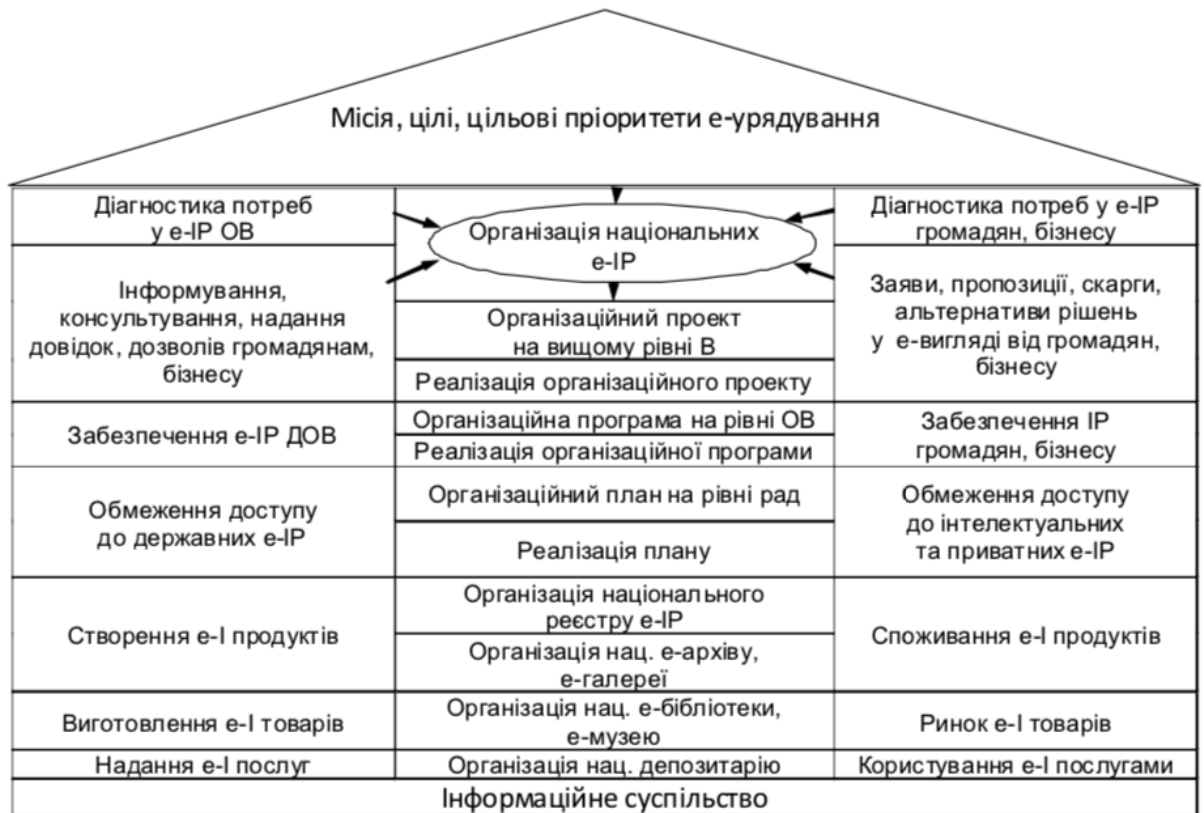 Місія, цілі, цільові пріоритети е-урядування
Діагностика потреб
у е-ІР ОВ
Інформування,
консультування, надання
довідок, дозволів громадянам,
бізнесу
Забезпечення е-ІР ДОВ
Обмеження доступу
до державних е-ІР
Створення е-І продуктів
Виготовлення е-І товарів
Надання е-І послуг
Організація національних
е-ІР
Організаційний проект
на вищому рівні В
Реалізація організаційного проекту
Організаційна програма на рівні ОВ
Реалізація організаційної програми
Організаційний план на рівні рад
Реалізація плану
Організація національного
реєстру е-ІР
Організація нац. е-архіву,
е-галереї
Організація нац. е-бібліотеки,
е-музею
Організація нац. депозитарію
Діагностика потреб у е-ІР
громадян, бізнесу
Заяви, пропозиції, скарги,
альтернативи рішень
у е-вигляді від громадян,
бізнесу
Забезпечення ІР
громадян, бізнесу
Обмеження доступу
до інтелектуальних
та приватних е-ІР
Споживання е-І продуктів
Ринок е-І товарів
Користування е-І послугами
Інформаційне суспільство